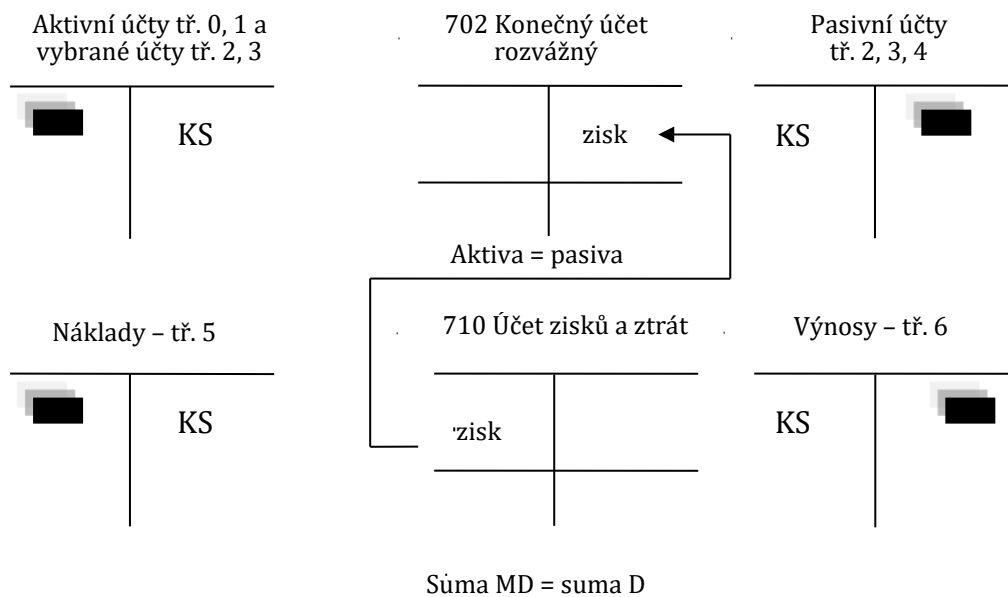 Aktivní účty tř. 0, 1 a
vybrané účty tř. 2, 3
702 Konečný účet
rozvážný
Pasivní účty
tř. 2, 3, 4
KS
zisk
KS
Aktiva = pasiva
Náklady – tř. 5
710 Účet zisků a ztrát
Výnosy – tř. 6
KS
zisk
KS
Suma MD = suma D